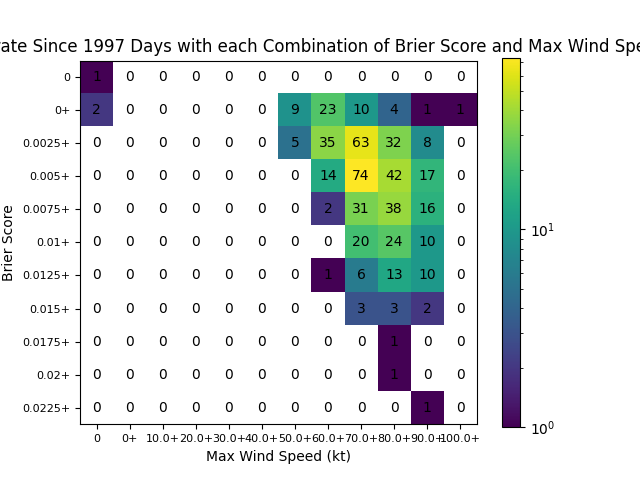 rate Since 1997 Days with each Combination of Brier Score and Max Wind Spe
0 1 0 0 0 0 0 0 0 0 0 0 0
0+ 2 0 0 0 0 0 9 23 10 4 1 1
0.0025+ 0 0 0 0 0 0 5 35 63 32 8 0
0.005+ 0 0 0 0 0 0 0 14 74 42 17 0
0.0075+ 0 0 0 0 0 0 0 2 31 38 16 0
0.01+ 0 0 0 0 0 0 0 0 20 24 10 0
0.0125+ 0 0 0 0 0 0 0 1 6 13 10 0
0.015+ 0 0 0 0 0 0 0 0 3 3 2 0
0.0175+ 0 0 0 0 0 0 0 0 0 1 0 0
0.02+ 0 0 0 0 0 0 0 0 0 1 0 0
0.0225+ 0 0 0 0 0 0 0 0 0 0 1 0
0 0+ 10.0+ 20.0+ 30.0+ 40.0+ 50.0+ 60.0+ 70.0+ 80.0+ 90.0+ 100.0+
Max Wind Speed (kt)
Brier Score
10¹
10⁰